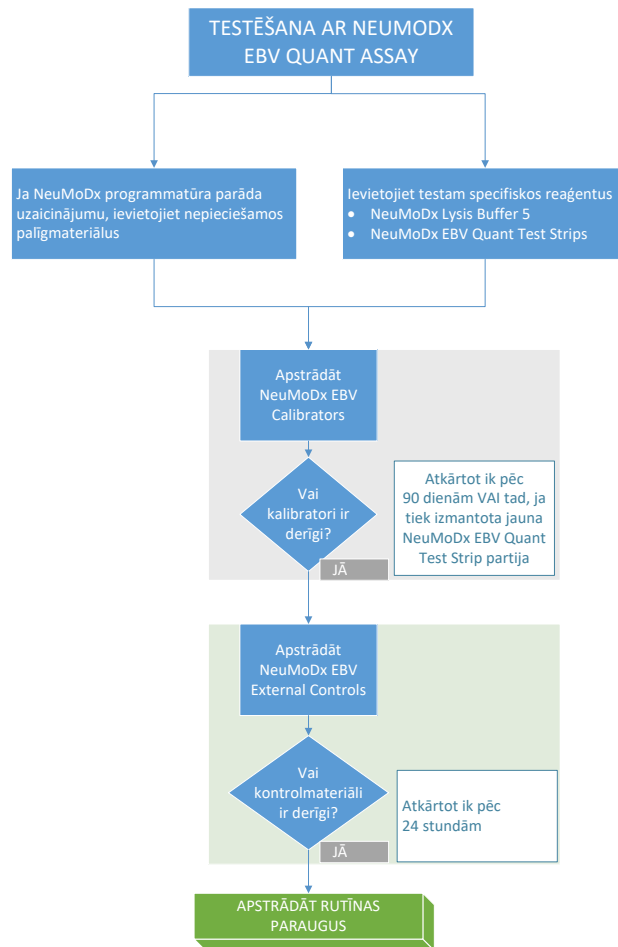 TESTĒŠANA AR NEUMODX
EBV QUANT ASSAY
Ja NeuMoDx programmatūra parāda
uzaicinājumu, ievietojiet nepieciešamos
palīgmateriālus
Ievietojiet testam specifiskos reaģentus
● NeuMoDx Lysis Buffer 5
● NeuMoDx EBV Quant Test Strips
Apstrādāt
NeuMoDx EBV
Calibrators
Vai
kalibratori ir
derīgi?
JĀ
Atkārtot ik pēc
90 dienām VAI tad, ja
tiek izmantota jauna
NeuMoDx EBV Quant
Test Strip partija
Apstrādāt
NeuMoDx EBV
External Controls
Vai
kontrolmateriāli
ir derīgi?
JĀ
Atkārtot ik pēc
24 stundām
APSTRĀDĀT RUTĪNAS
PARAUGUS